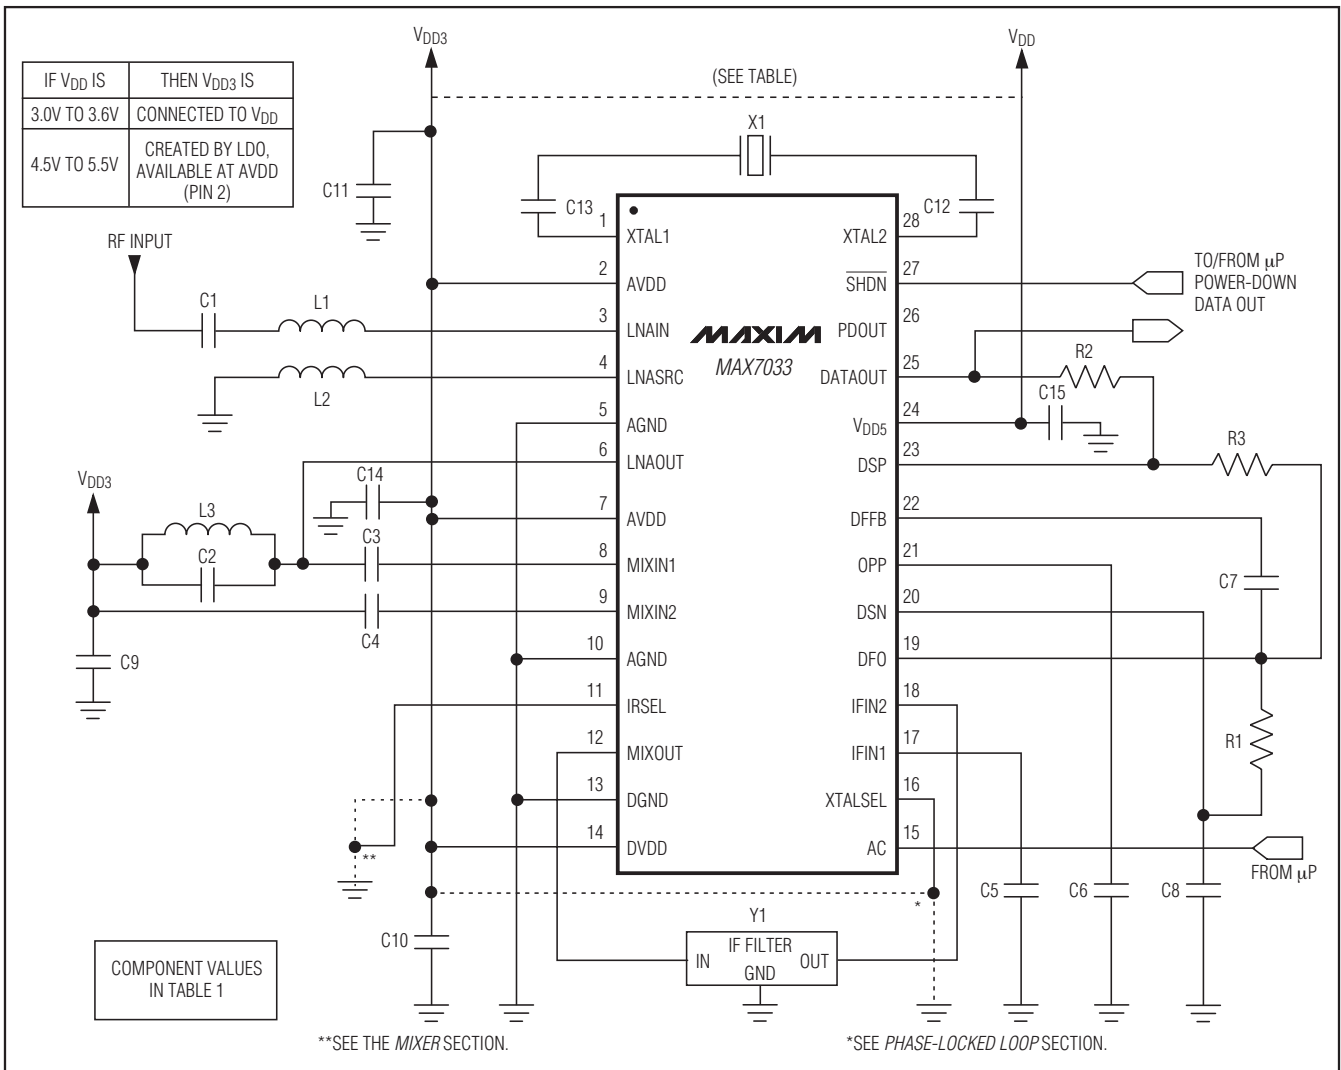 VDD3
VDD
IF VDD IS
THEN VDD3 IS
3.0V TO 3.6V
CONNECTED TO VDD
4.5V TO 5.5V
CREATED BY LDO,
AVAILABLE AT AVDD
(PIN 2)
(SEE TABLE)
X1
C11
C13
C12
RF INPUT
C1
L1
L2
1
XTAL1
2
AVDD
3
LNAIN
4
LNASRC
5
AGND
6
LNAOUT
7
AVDD
8
MIXIN1
9
MIXIN2
10
AGND
11
IRSEL
12
MIXOUT
13
DGND
14
DVDD
MAXIM
MAX7033
28
XTAL2
27
SHDN
26
PDOUT
25
DATAOUT
24
VDD5
23
DSP
22
DFFB
21
OPP
20
DSN
19
DFO
18
IFIN2
17
IFIN1
16
XTALSEL
15
AC
TO/FROM µP
POWER-DOWN
DATA OUT
R2
C15
R3
C7
R1
FROM µP
VDD3
L3
C2
C14
C3
C4
C9
**
*
C5
C6
C8
C10
Y1
IF FILTER
IN
OUT
GND
COMPONENT VALUES
IN TABLE 1
**SEE THE MIXER SECTION.
*SEE PHASE-LOCKED LOOP SECTION.